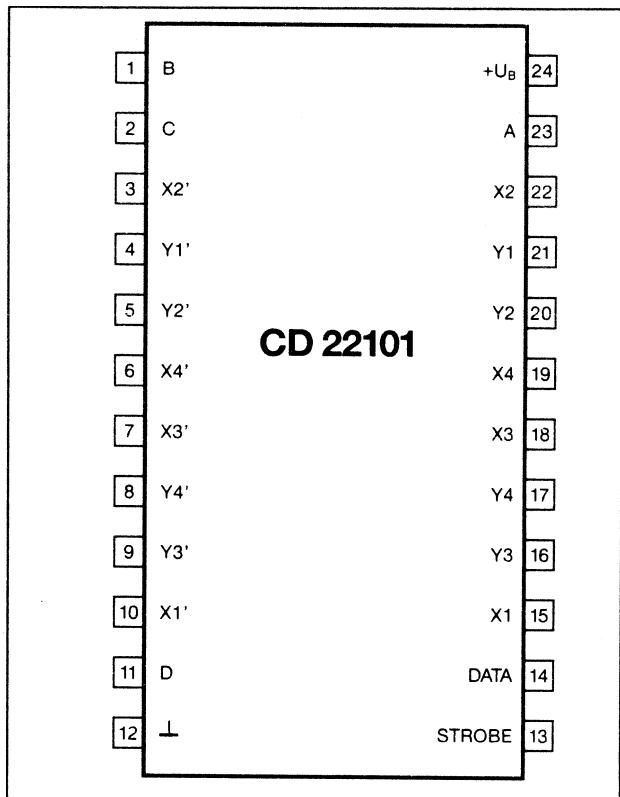 1 B +U_B 24
2 C A 23
3 X2' X2 22
4 Y1' Y1 21
5 Y2' Y2 20
CD 22101
6 X4' X4 19
7 X3' X3 18
8 Y4' Y4 17
9 Y3' Y3 16
10 X1' X1 15
11 D DATA 14
12 ⊥ STROBE 13